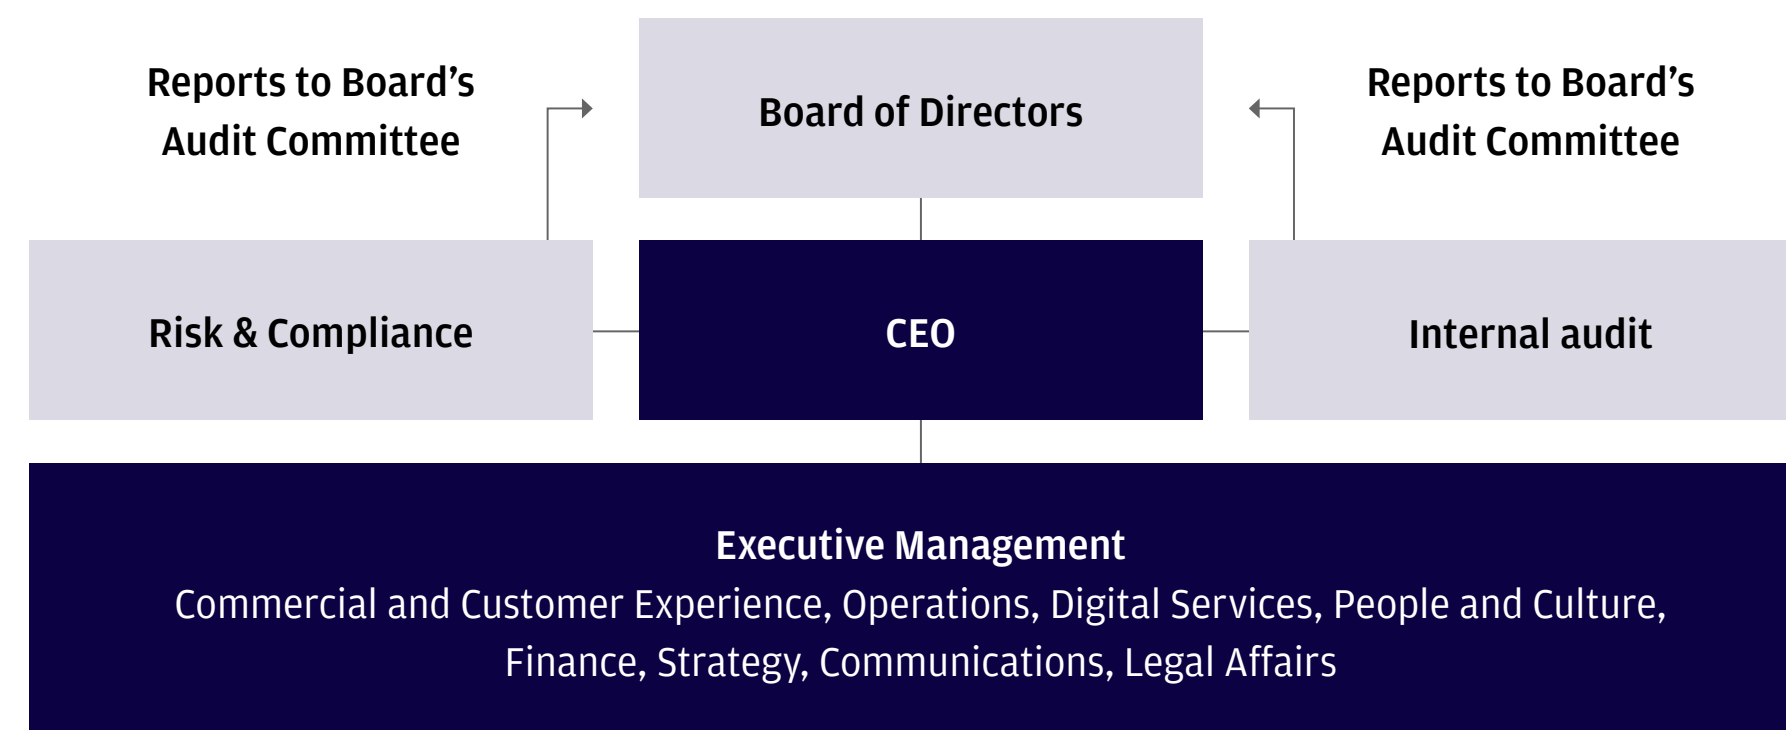 Reports to Board’s
Audit Committee
Board of Directors
Reports to Board’s
Audit Committee
Risk & Compliance
CEO
Internal audit
Executive Management
Commercial and Customer Experience, Operations, Digital Services, People and Culture,
Finance, Strategy, Communications, Legal Affairs